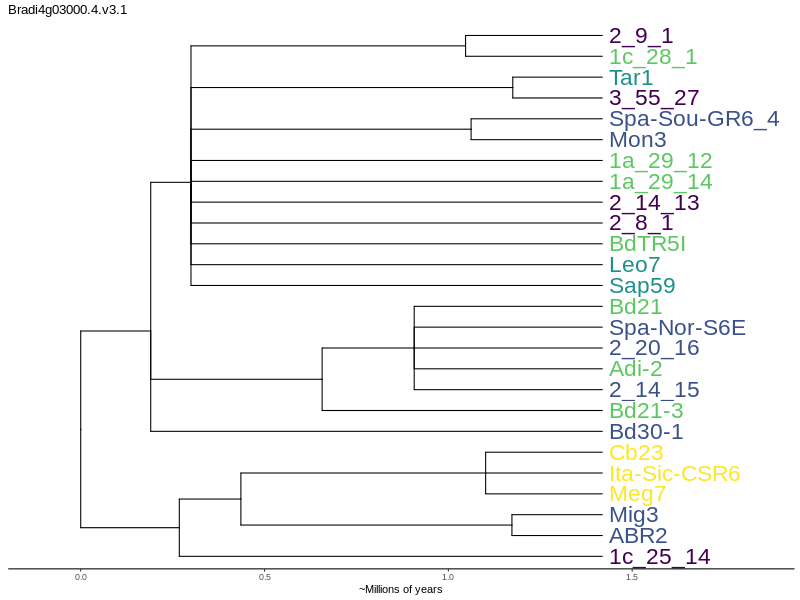 Bradi4g03000.4.v3.1
2_9_1
1c_28_1
Tar1
3_55_27
Spa-Sou-GR6_4
Mon3
1a_29_12
1a_29_14
2_14_13
2_8_1
BdTR5I
Leo7
Sap59
Bd21
Spa-Nor-S6E
2_20_16
Adi-2
2_14_15
Bd21-3
Bd30-1
Cb23
Ita-Sic-CSR6
Meg7
Mig3
ABR2
1c_25_14
0.0 0.5 1.0 1.5
~Millions of years